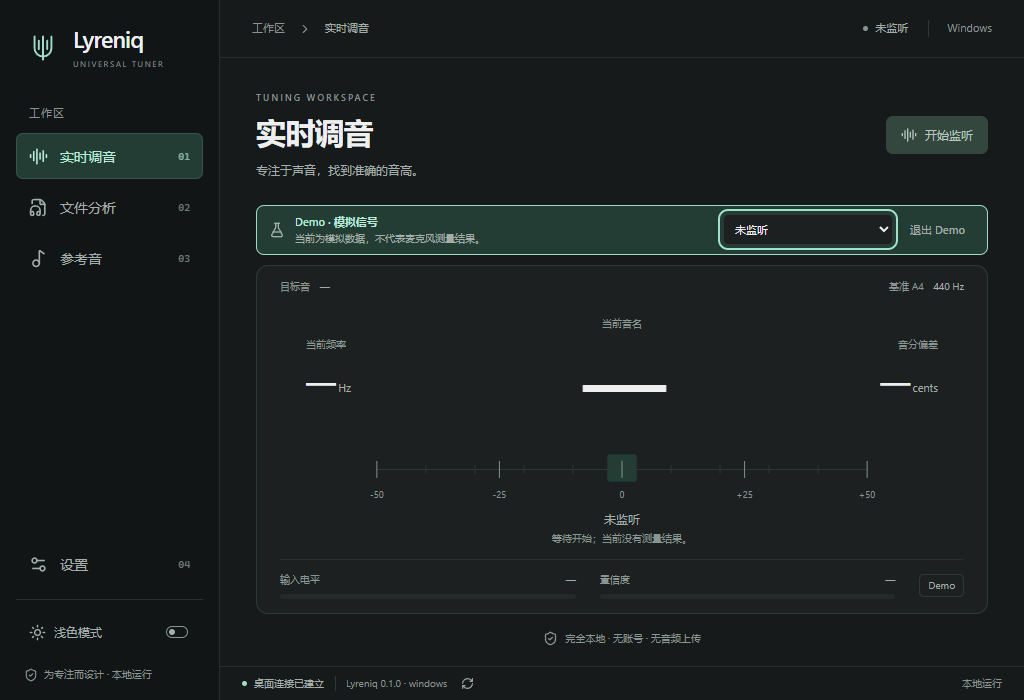 Lyreniq
UNIVERSAL TUNER
工作区
实时调音 01
文件分析 02
参考音 03
设置 04
浅色模式
为专注而设计 · 本地运行
工作区 > 实时调音
未监听
Windows
TUNING WORKSPACE
实时调音
专注于声音，找到准确的音高。
开始监听
Demo · 模拟信号
当前为模拟数据，不代表麦克风测量结果。
未监听
退出 Demo
目标音 —
基准 A4 440 Hz
当前音名
当前频率
音分偏差
— Hz
—
— cents
-50 -25 0 +25 +50
未监听
等待开始；当前没有测量结果。
输入电平 —
置信度 —
Demo
完全本地 · 无账号 · 无音频上传
桌面连接已建立
Lyreniq 0.1.0 · windows
本地运行